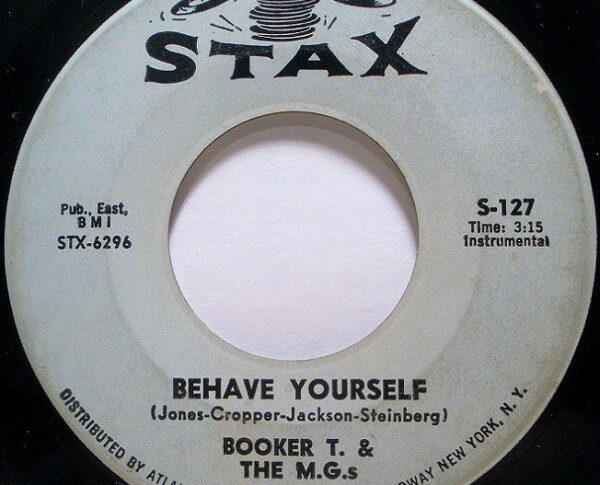 STAX
Pub., East,
B M I
STX-6296
S-127
Time: 3:15
Instrumental
BEHAVE YOURSELF
(Jones-Cropper-Jackson-Steinberg)
BOOKER T. &
THE M.G.s
DISTRIBUTED BY NEW YORK, N. Y.